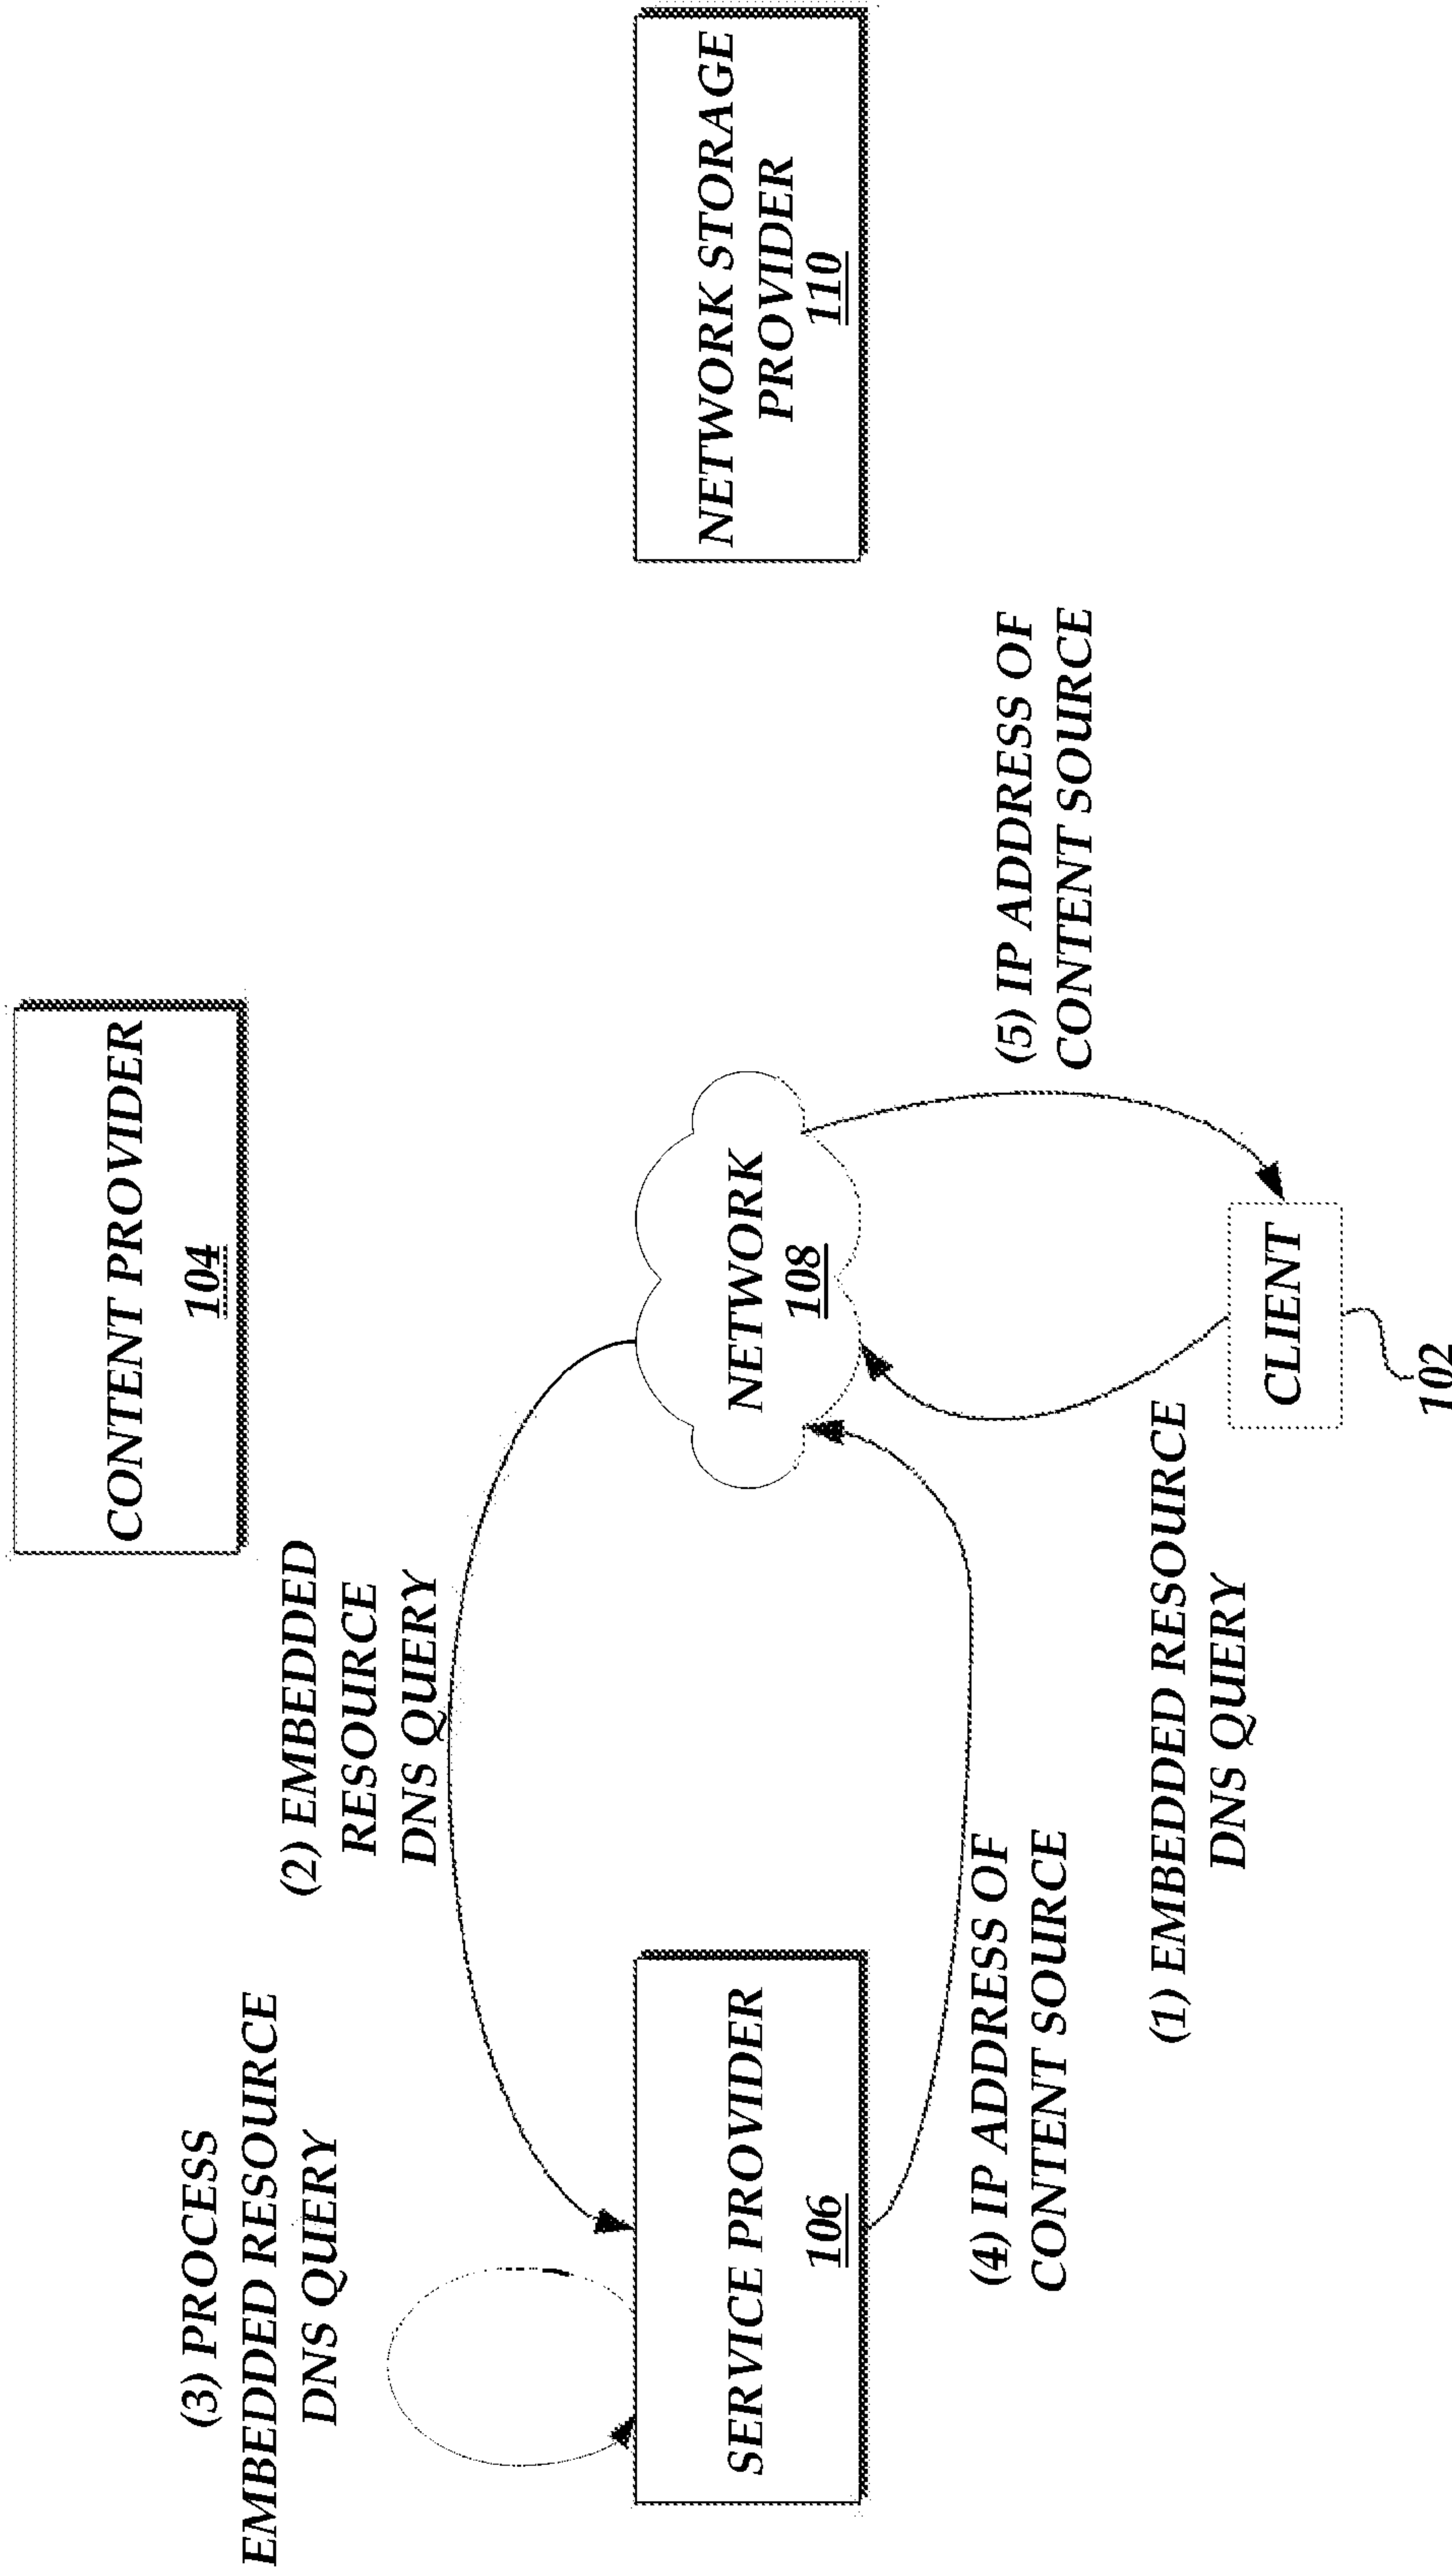 (3) PROCESS
EMBEDDED RESOURCE
DNS QUERY
(2) EMBEDDED
RESOURCE
DNS QUERY
CONTENT PROVIDER
104
SERVICE PROVIDER
106
NETWORK
108
NETWORK STORAGE
PROVIDER
110
(4) IP ADDRESS OF
CONTENT SOURCE
(5) IP ADDRESS OF
CONTENT SOURCE
(1) EMBEDDED RESOURCE
DNS QUERY
CLIENT
102